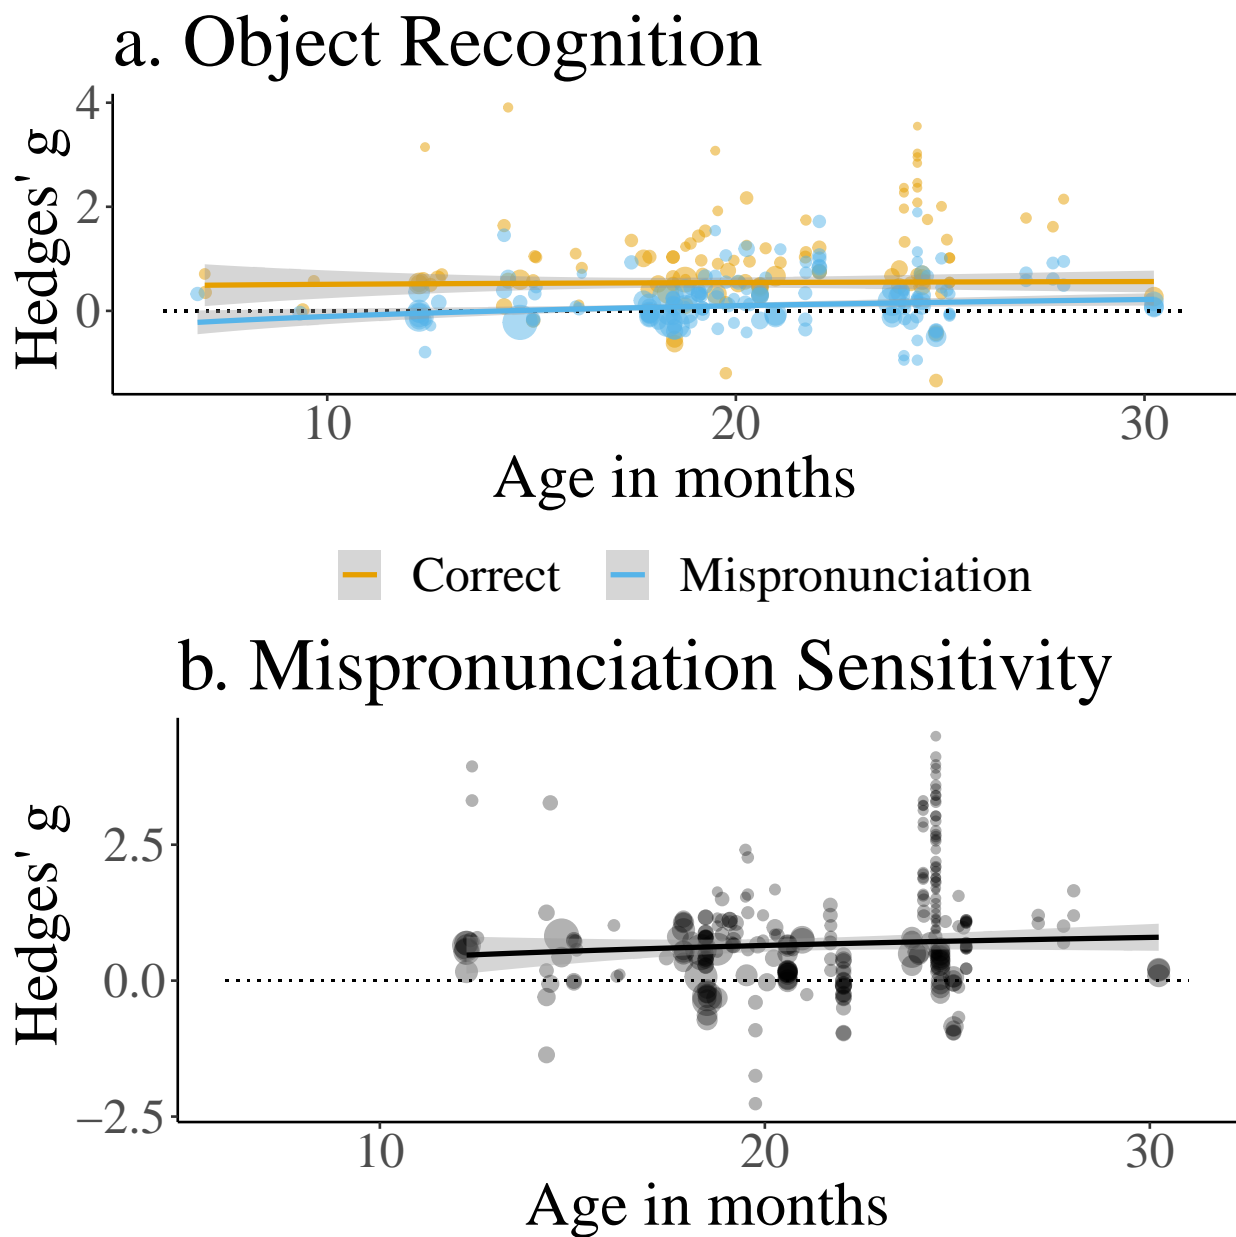 a. Object Recognition
Hedges' g
4
2
0
10 20 30
Age in months
Correct Mispronunciation
b. Mispronunciation Sensitivity
Hedges' g
2.5
0.0
−2.5
10 20 30
Age in months